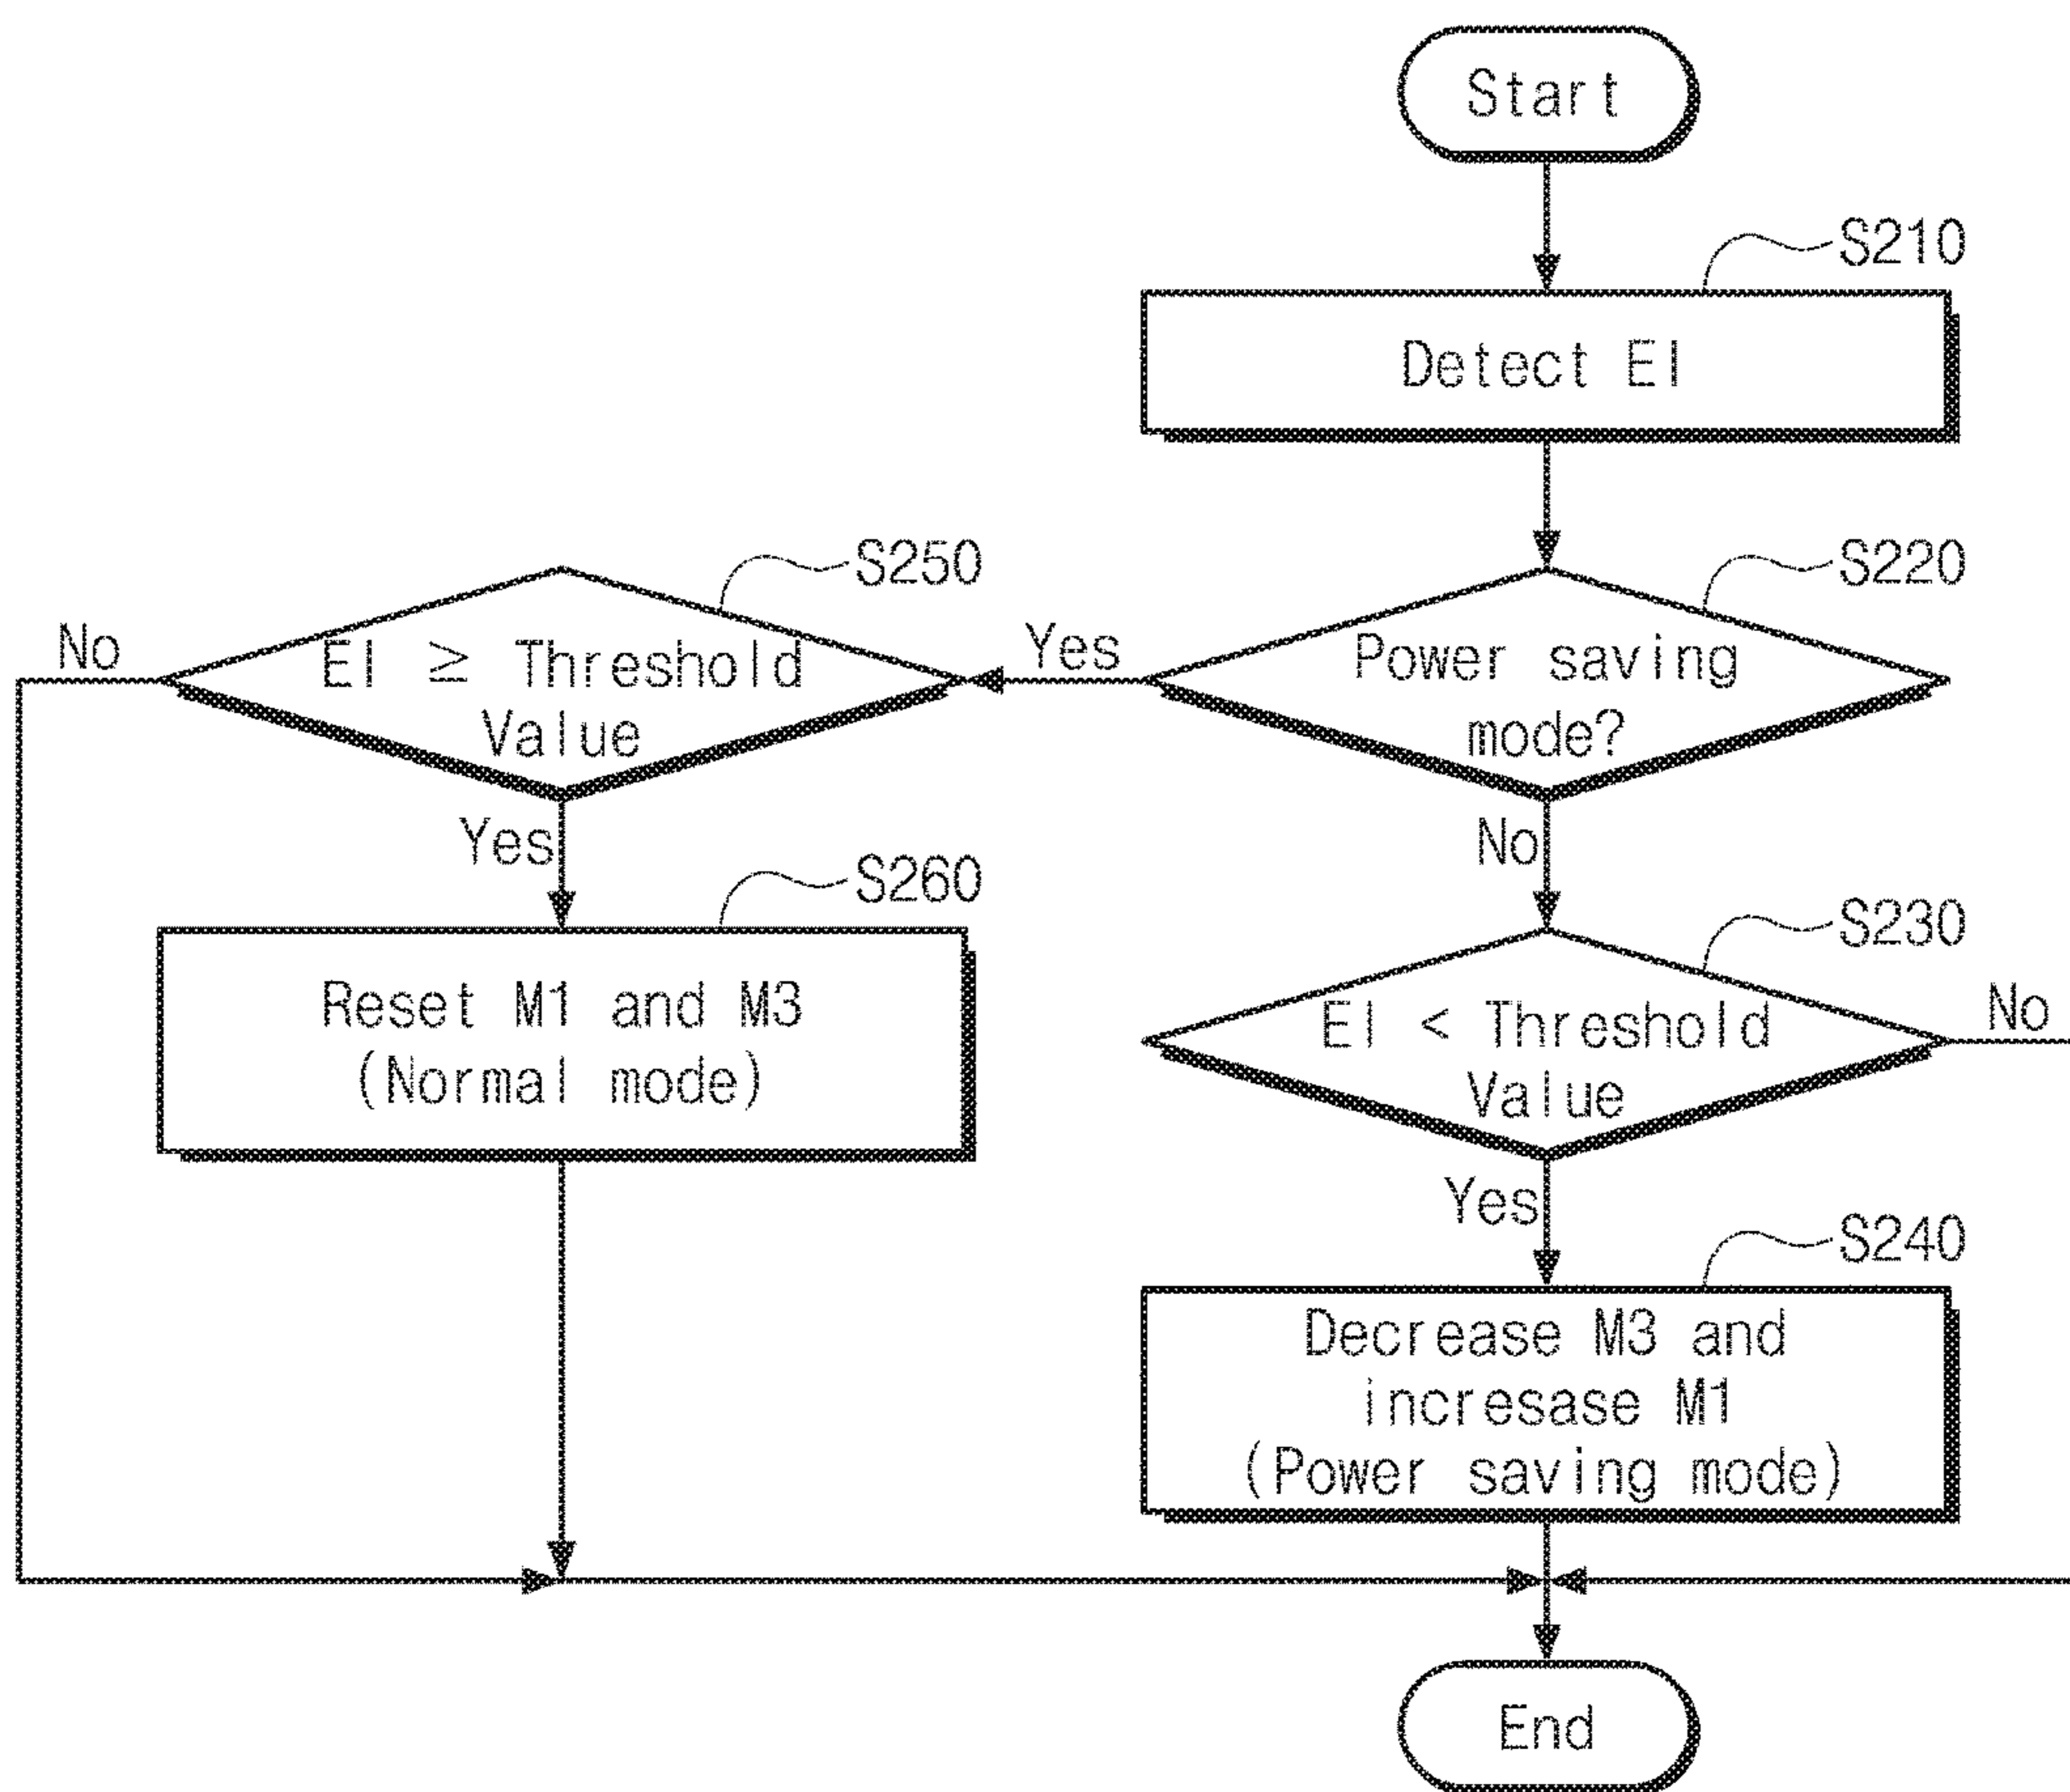 Start
S210
Detect EI
S220
Power saving
mode?
Yes
No
S250
EI ≥ Threshold
Value
No
Yes
S260
Reset M1 and M3
(Normal mode)
S230
EI < Threshold
Value
No
Yes
S240
Decrease M3 and
incresase M1
(Power saving mode)
End